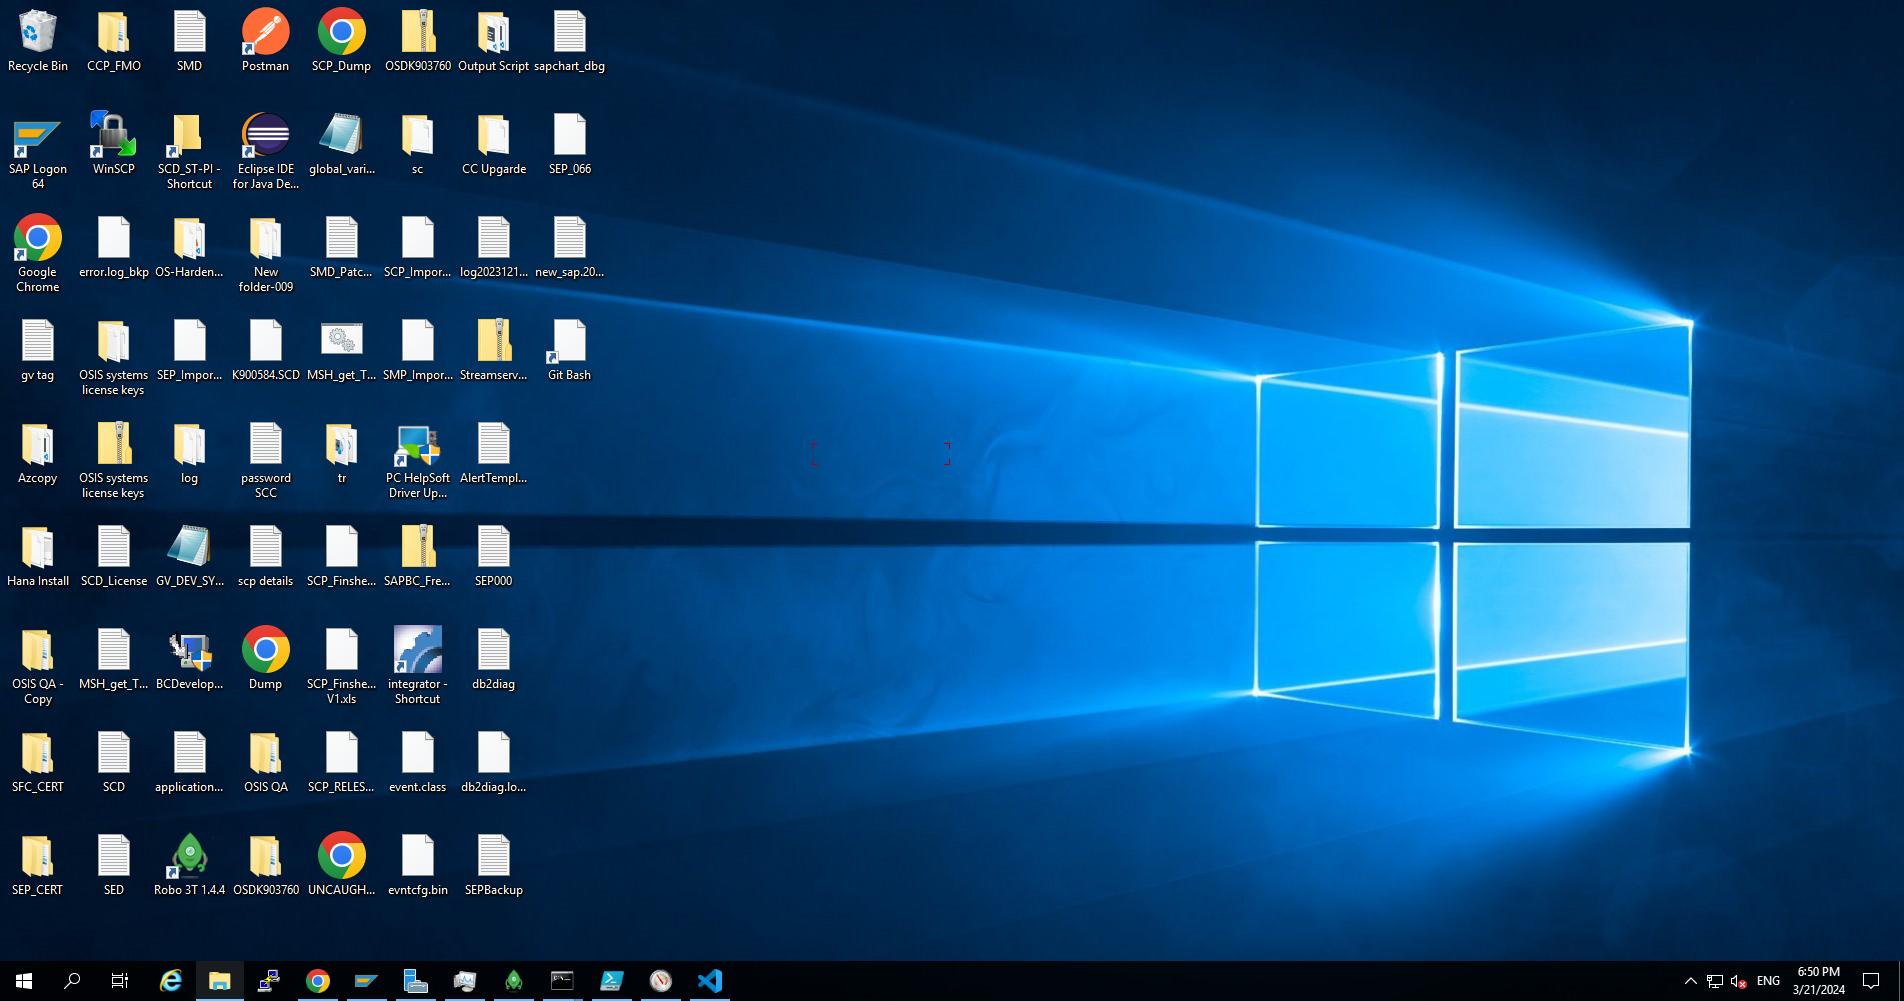 Recycle Bin
CCP_FMO
SMD
Postman
SCP_Dump
OSDK903760
Output Script
sapchart_dbg
SAP Logon
64
WinSCP
SCD_ST-PI -
Shortcut
Eclipse IDE
for Java De...
global_vari...
sc
CC Upgarde
SEP_066
Google
Chrome
error.log_bkp
OS-Harden...
New
folder-009
SMD_Patc...
SCP_Impor...
log2023121...
new_sap.20...
gv tag
OSIS systems
license keys
SEP_Impor...
K900584.SCD
MSH_get_T...
SMP_Impor...
Streamserv...
Git Bash
Azcopy
OSIS systems
license keys
log
password
SCC
tr
PC HelpSoft
Driver Up...
AlertTempl...
Hana Install
SCD_License
GV_DEV_SY...
scp details
SCP_Finshe...
SAPBC_Fre...
SEP000
OSIS QA -
Copy
MSH_get_T...
BCDevelop...
Dump
SCP_Finshe...
V1.xls
integrator -
Shortcut
db2diag
SFC_CERT
SCD
application...
OSIS QA
SCP_RELES...
event.class
db2diag.lo...
SEP_CERT
SED
Robo 3T 1.4.4
OSDK903760
UNCAUGH...
evntcfg.bin
SEPBackup
ENG
6:50 PM
3/21/2024